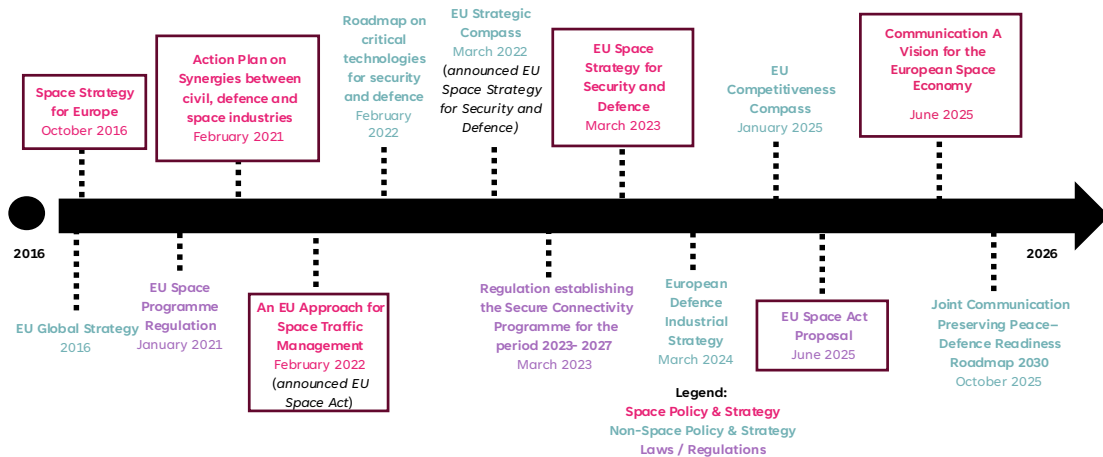 Space Strategy
for Europe
October 2016
Action Plan on
Synergies between
civil, defence and
space industries
February 2021
Roadmap on
critical
technologies
for security
and defence
February
2022
EU Strategic
Compass
March 2022
(announced EU
Space Strategy
for Security and
Defence)
EU Space
Strategy for
Security and
Defence
March 2023
EU
Competitiveness
Compass
January 2025
Communication A
Vision for the
European Space
Economy
June 2025
2016
2026
EU Global Strategy
2016
EU Space
Programme
Regulation
January 2021
An EU Approach for
Space Traffic
Management
February 2022
(announced EU
Space Act)
Regulation establishing
the Secure Connectivity
Programme for the
period 2023- 2027
March 2023
European
Defence
Industrial
Strategy
March 2024
EU Space Act
Proposal
June 2025
Joint Communication
Preserving Peace–
Defence Readiness
Roadmap 2030
October 2025
Legend:
Space Policy & Strategy
Non-Space Policy & Strategy
Laws / Regulations